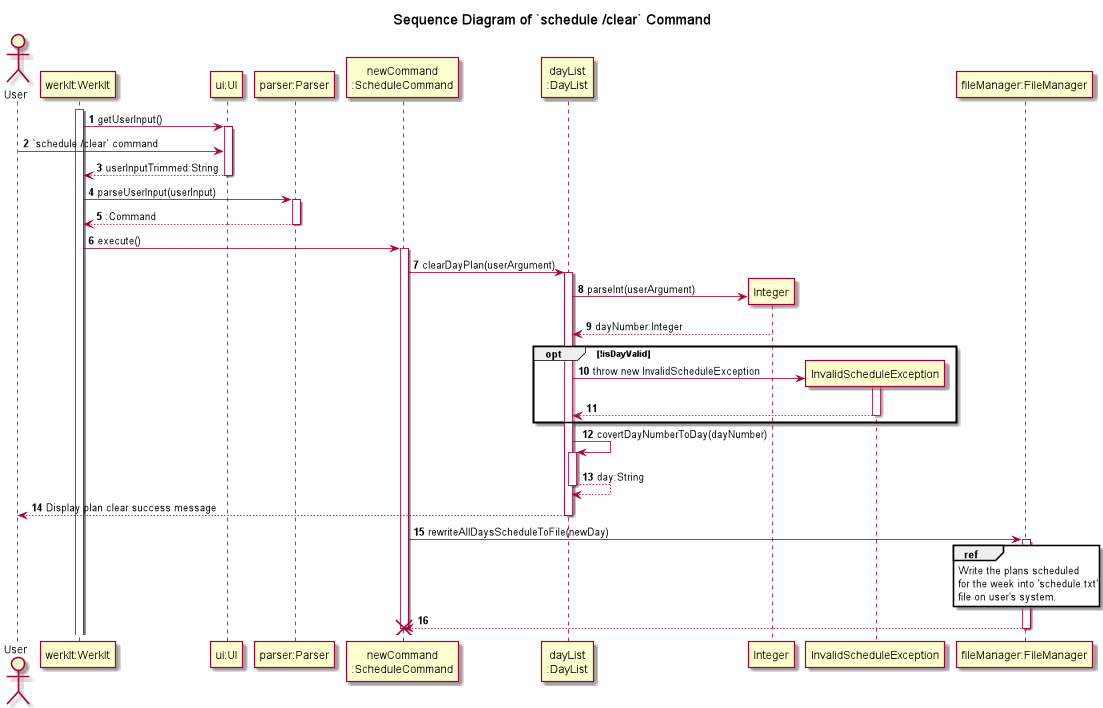 Sequence Diagram of `schedule /clear` Command
User
werkIt:WerkIt
ui:UI
parser:Parser
newCommand
:ScheduleCommand
dayList
:DayList
fileManager:FileManager
1 getUserInput()
2 `schedule /clear` command
3 userInputTrimmed:String
4 parseUserInput(userInput)
5 :Command
6 execute()
7 clearDayPlan(userArgument)
8 parseInt(userArgument)
Integer
9 dayNumber:Integer
opt [!isDayValid]
10 throw new InvalidScheduleException
InvalidScheduleException
11
12 covertDayNumberToDay(dayNumber)
13 day:String
14 Display plan clear success message
15 rewriteAllDaysScheduleToFile(newDay)
ref
Write the plans scheduled
for the week into 'schedule.txt'
file on user's system.
16
User
werkIt:WerkIt
ui:UI
parser:Parser
newCommand
:ScheduleCommand
dayList
:DayList
Integer
InvalidScheduleException
fileManager:FileManager